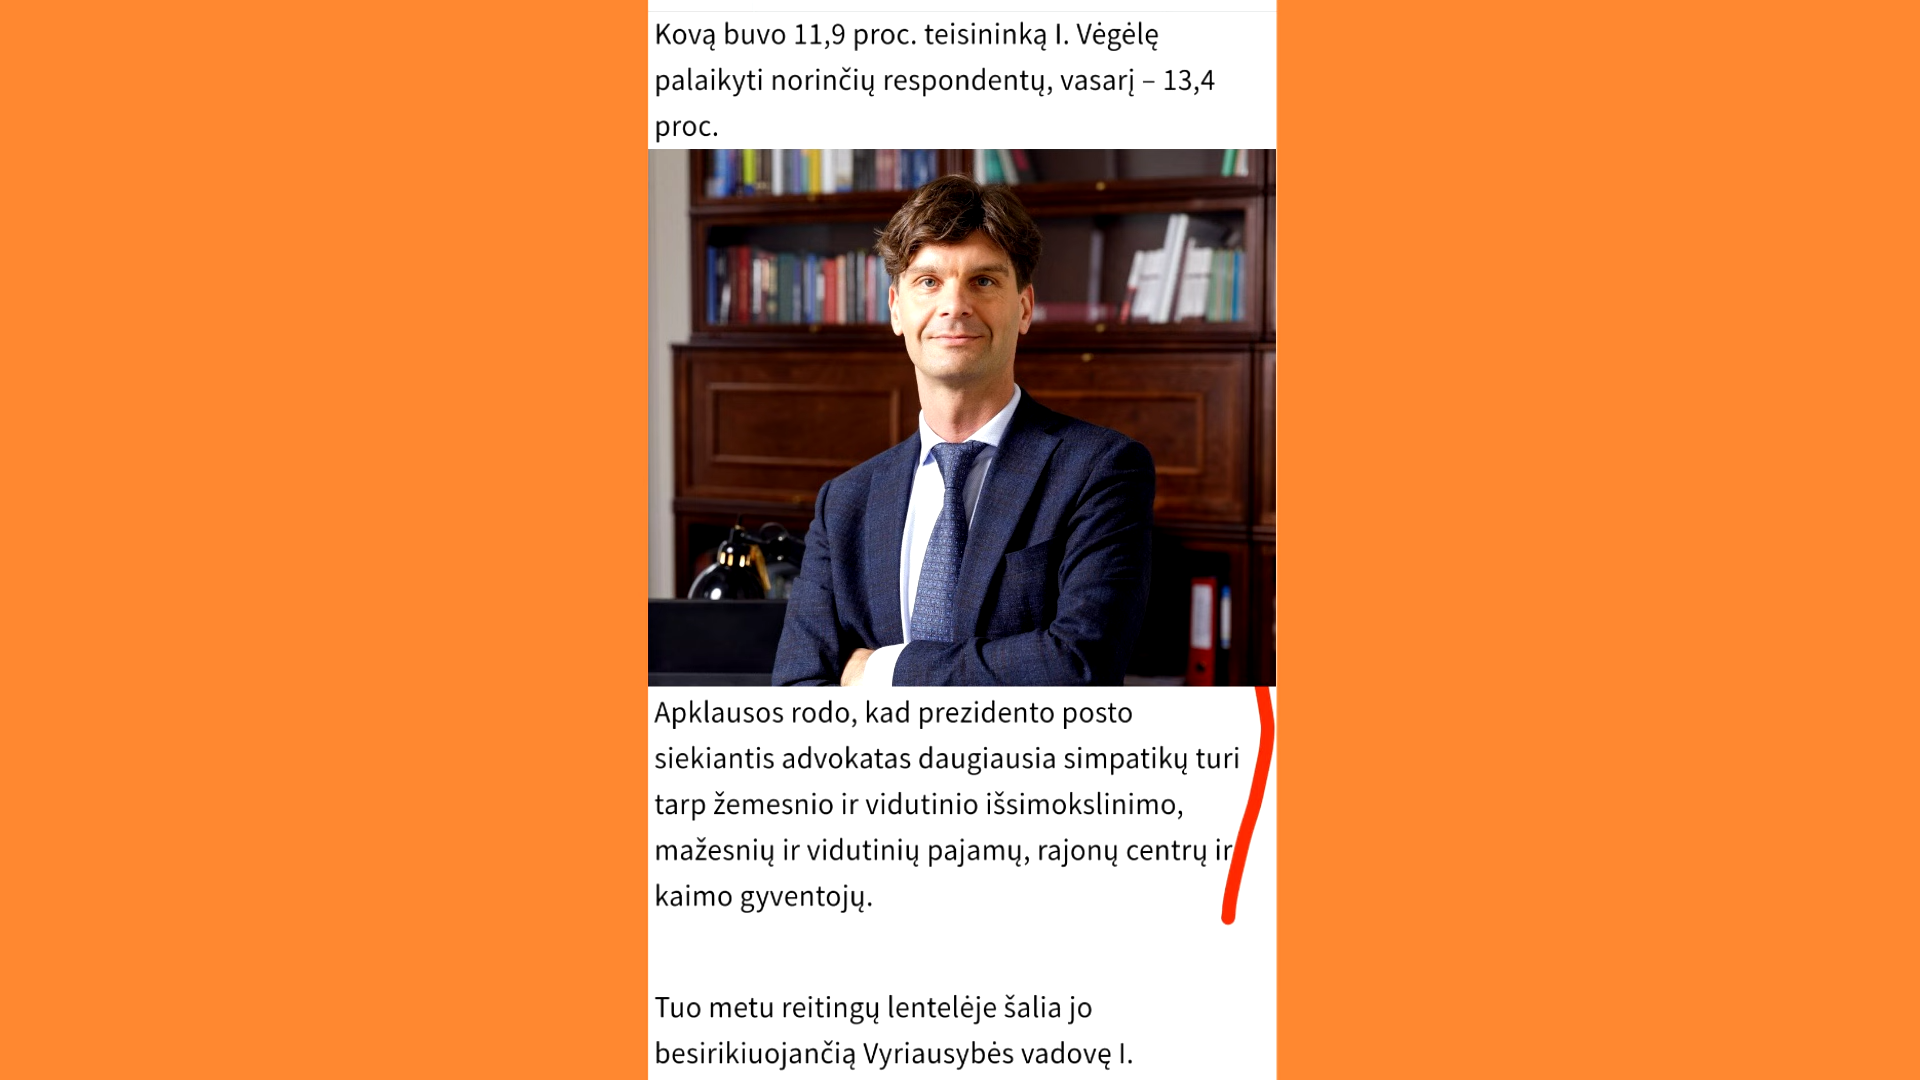 Kovą buvo 11,9 proc. teisininką I. Vėgėlę
palaikyti norinčių respondentų, vasarį – 13,4
proc.
Apklausos rodo, kad prezidento posto
siekiantis advokatas daugiausia simpatikų turi
tarp žemesnio ir vidutinio išsimokslinimo,
mažesnių ir vidutinių pajamų, rajonų centrų ir
kaimo gyventojų.
Tuo metu reitingų lentelėje šalia jo
besirikiuojančią Vyriausybės vadovę I.